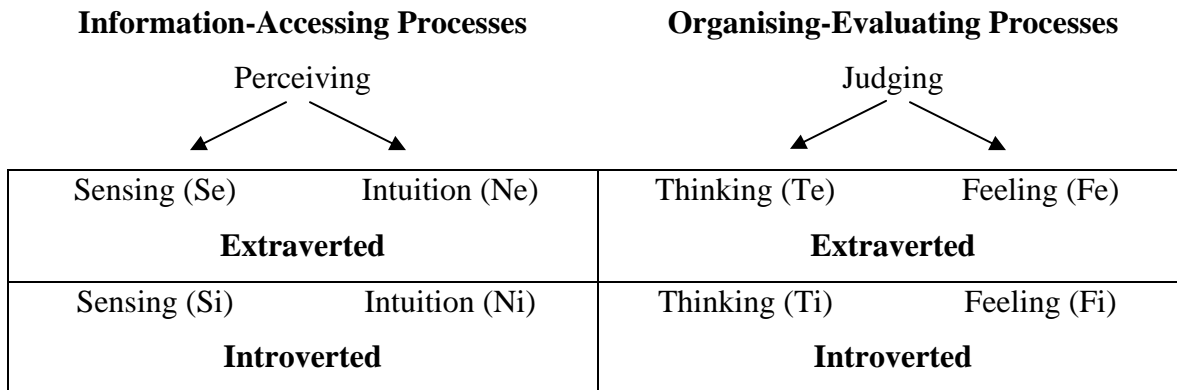 Information-Accessing Processes Organising-Evaluating Processes
Perceiving Judging
Sensing (Se) Intuition (Ne) Thinking (Te) Feeling (Fe)
Extraverted Extraverted
Sensing (Si) Intuition (Ni) Thinking (Ti) Feeling (Fi)
Introverted Introverted